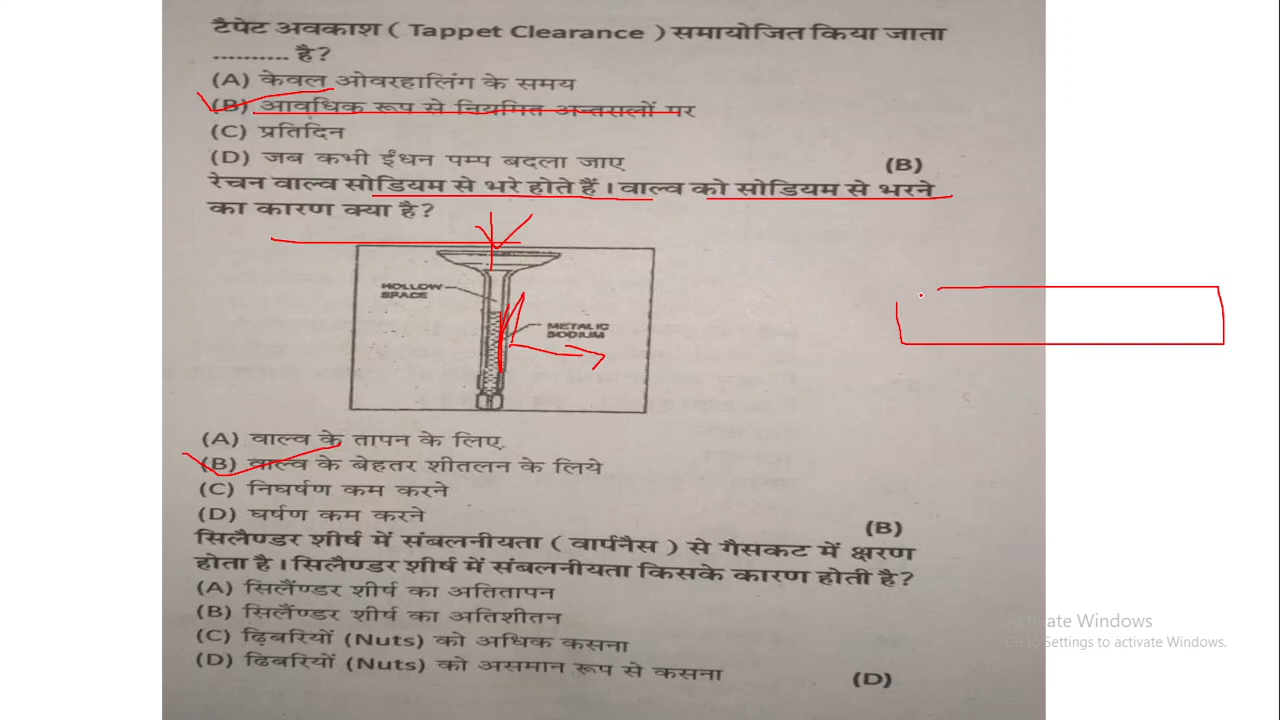 टैपेट अवकाश ( Tappet Clearance ) समायोजित किया जाता
.......... है?
(A) केवल ओवरहालिंग के समय
(B) आवधिक रूप से नियमित अन्तरालों पर
(C) प्रतिदिन
(D) जब कभी ईंधन पम्प बदला जाए (B)
रेचन वाल्व सोडियम से भरे होते हैं। वाल्व को सोडियम से भरने
का कारण क्या है?
HOLLOW
SPACE
METALIC
SODIUM
(A) वाल्व के तापन के लिए
(B) वाल्व के बेहतर शीतलन के लिये
(C) निघर्षण कम करने
(D) घर्षण कम करने (B)
सिलैण्डर शीर्ष में संबलनीयता ( वार्पनैस ) से गैसकट में क्षरण
होता है। सिलैण्डर शीर्ष में संबलनीयता किसके कारण होती है?
(A) सिलैंण्डर शीर्ष का अतितापन
(B) सिलैंण्डर शीर्ष का अतिशीतन
(C) ढ़िबरियों (Nuts) को अधिक कसना
(D) ढिबरियों (Nuts) को असमान रूप से कसना (D)
Activate Windows
Go to Settings to activate Windows.